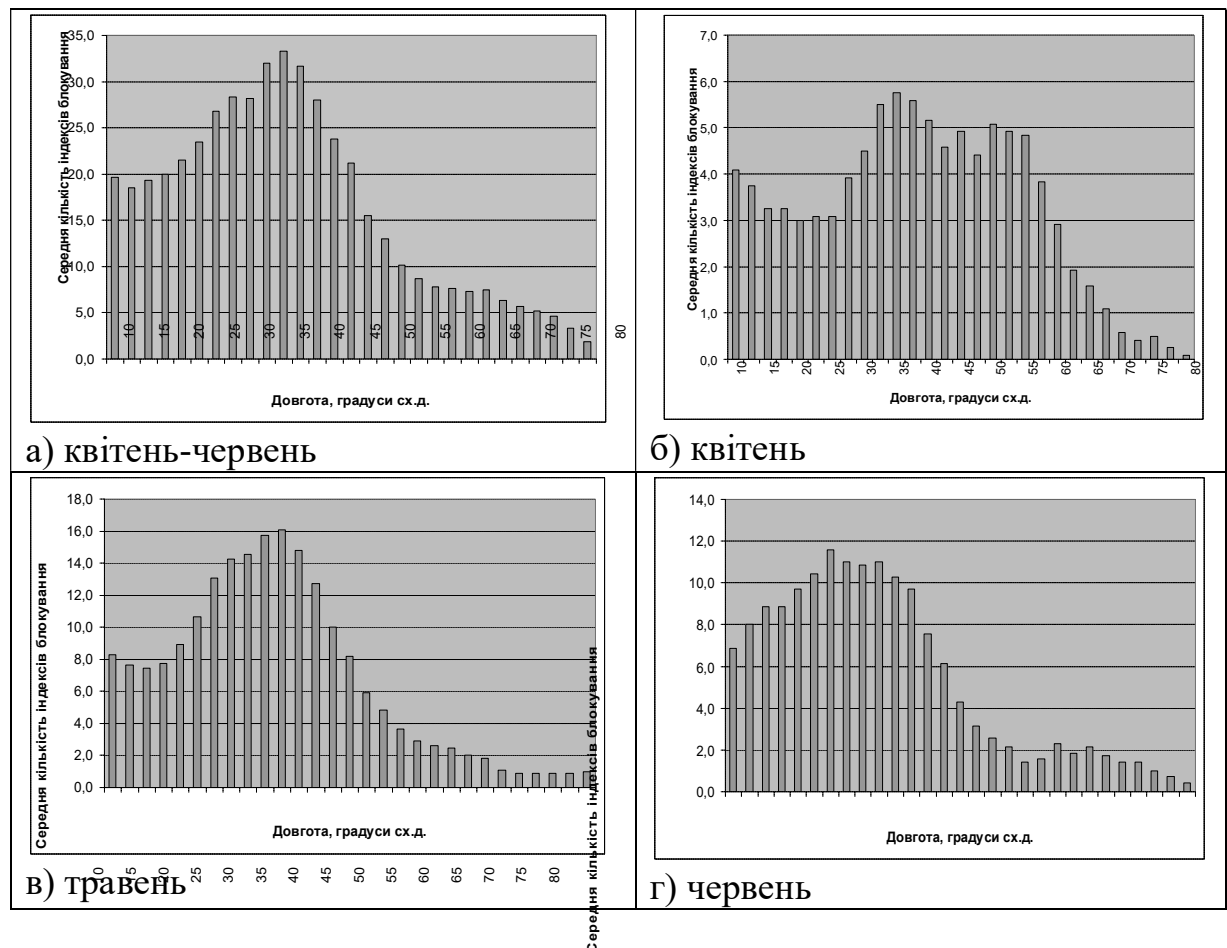 Середня кількість індексів блокування
35,0
30,0
25,0
20,0
15,0
10,0
5,0
0,0
10 15 20 25 30 35 40 45 50 55 60 65 70 75 80
Довгота, градуси сх.д.
а) квітень-червень
Середня кількість індексів блокування
7,0
6,0
5,0
4,0
3,0
2,0
1,0
0,0
10 15 20 25 30 35 40 45 50 55 60 65 70 75 80
Довгота, градуси сх.д.
б) квітень
Середня кількість індексів блокування
18,0
16,0
14,0
12,0
10,0
8,0
6,0
4,0
2,0
0,0
Довгота, градуси сх.д.
20 25 30 35 40 45 50 55 60 65 70 75 80
в) травень
Середня кількість індексів блокування
14,0
12,0
10,0
8,0
6,0
4,0
2,0
0,0
Довгота, градуси сх.д.
г) червень